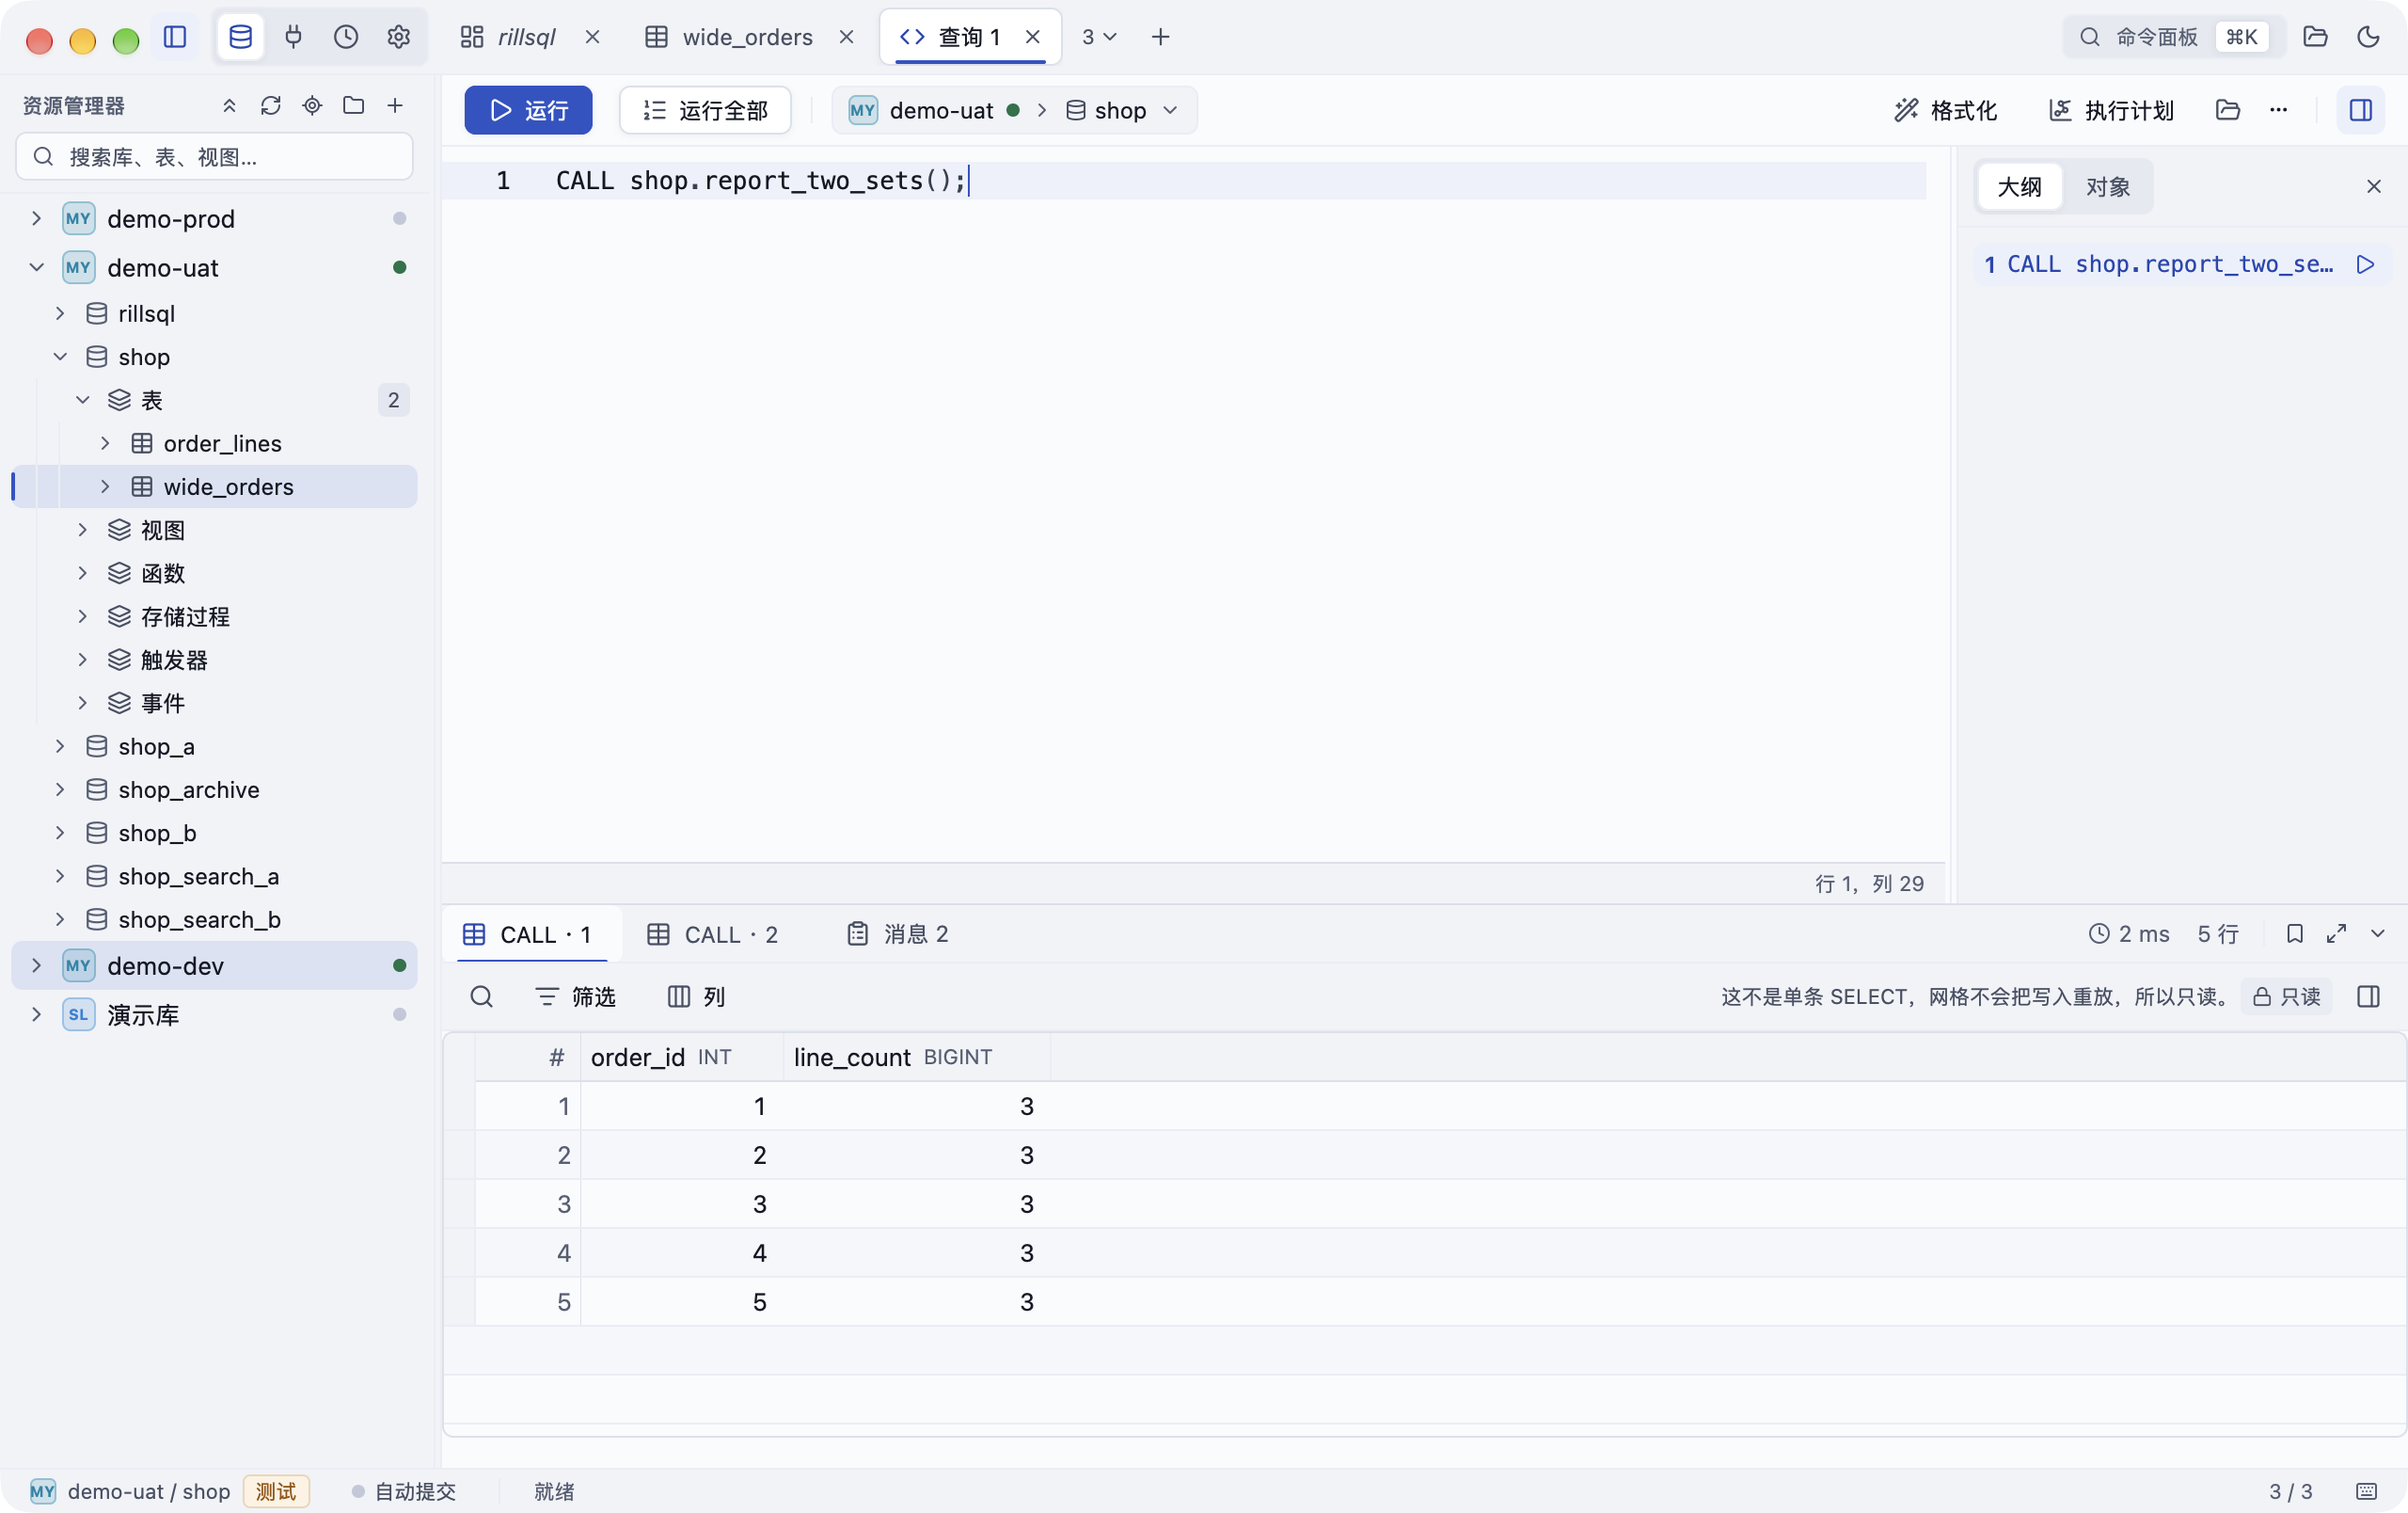 rillsql
wide_orders
查询 1
3
命令面板 ⌘K
资源管理器
搜索库、表、视图...
MY demo-prod
MY demo-uat
rillsql
shop
表 2
order_lines
wide_orders
视图
函数
存储过程
触发器
事件
shop_a
shop_archive
shop_b
shop_search_a
shop_search_b
MY demo-dev
SL 演示库
运行
运行全部
MY demo-uat
shop
格式化
执行计划
1 CALL shop.report_two_sets();
行 1，列 29
大纲
对象
1 CALL shop.report_two_se…
CALL · 1
CALL · 2
消息 2
2 ms
5 行
筛选
列
这不是单条 SELECT，网格不会把写入重放，所以只读。
只读
# order_id INT line_count BIGINT
1 1 3
2 2 3
3 3 3
4 4 3
5 5 3
MY demo-uat / shop 测试
自动提交
就绪
3 / 3